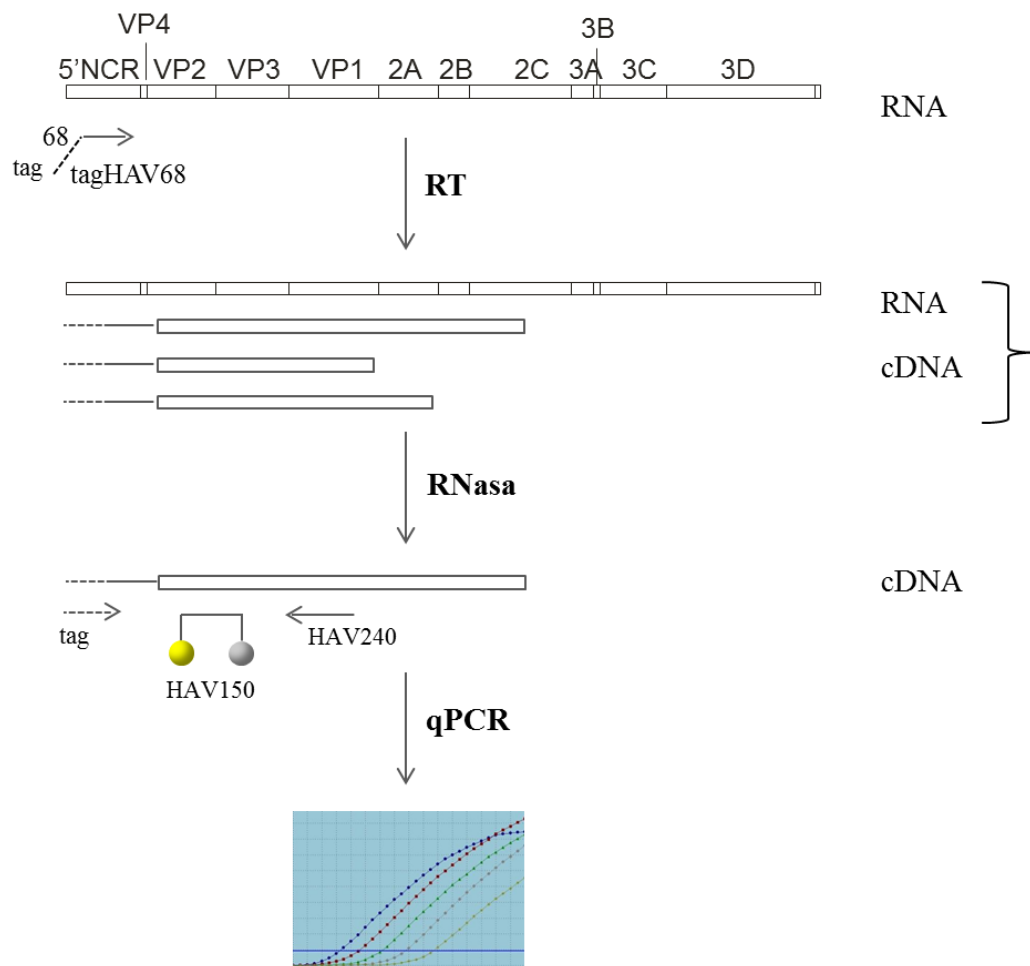 VP4
3B
5’NCR VP2 VP3 VP1 2A 2B 2C 3A 3C 3D
RNA
68
tag tagHAV68
RT
RNA
cDNA
RNasa
cDNA
tag
HAV240
HAV150
qPCR